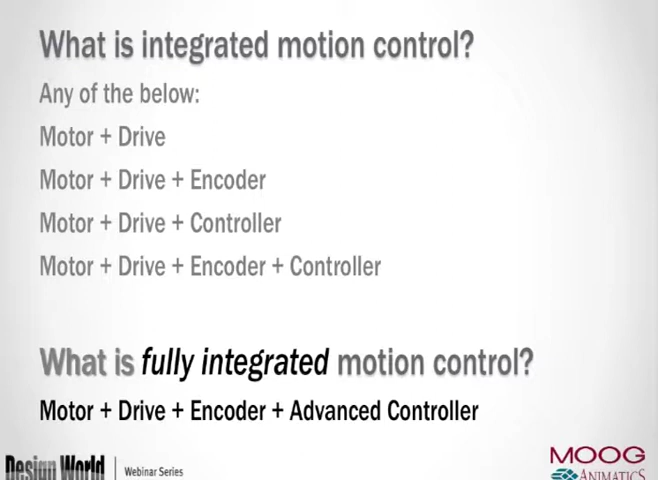 What is integrated motion control?
Any of the below:
Motor + Drive
Motor + Drive + Encoder
Motor + Drive + Controller
Motor + Drive + Encoder + Controller
What is fully integrated motion control?
Motor + Drive + Encoder + Advanced Controller
Design World
Webinar Series
MOOG
ANIMATICS